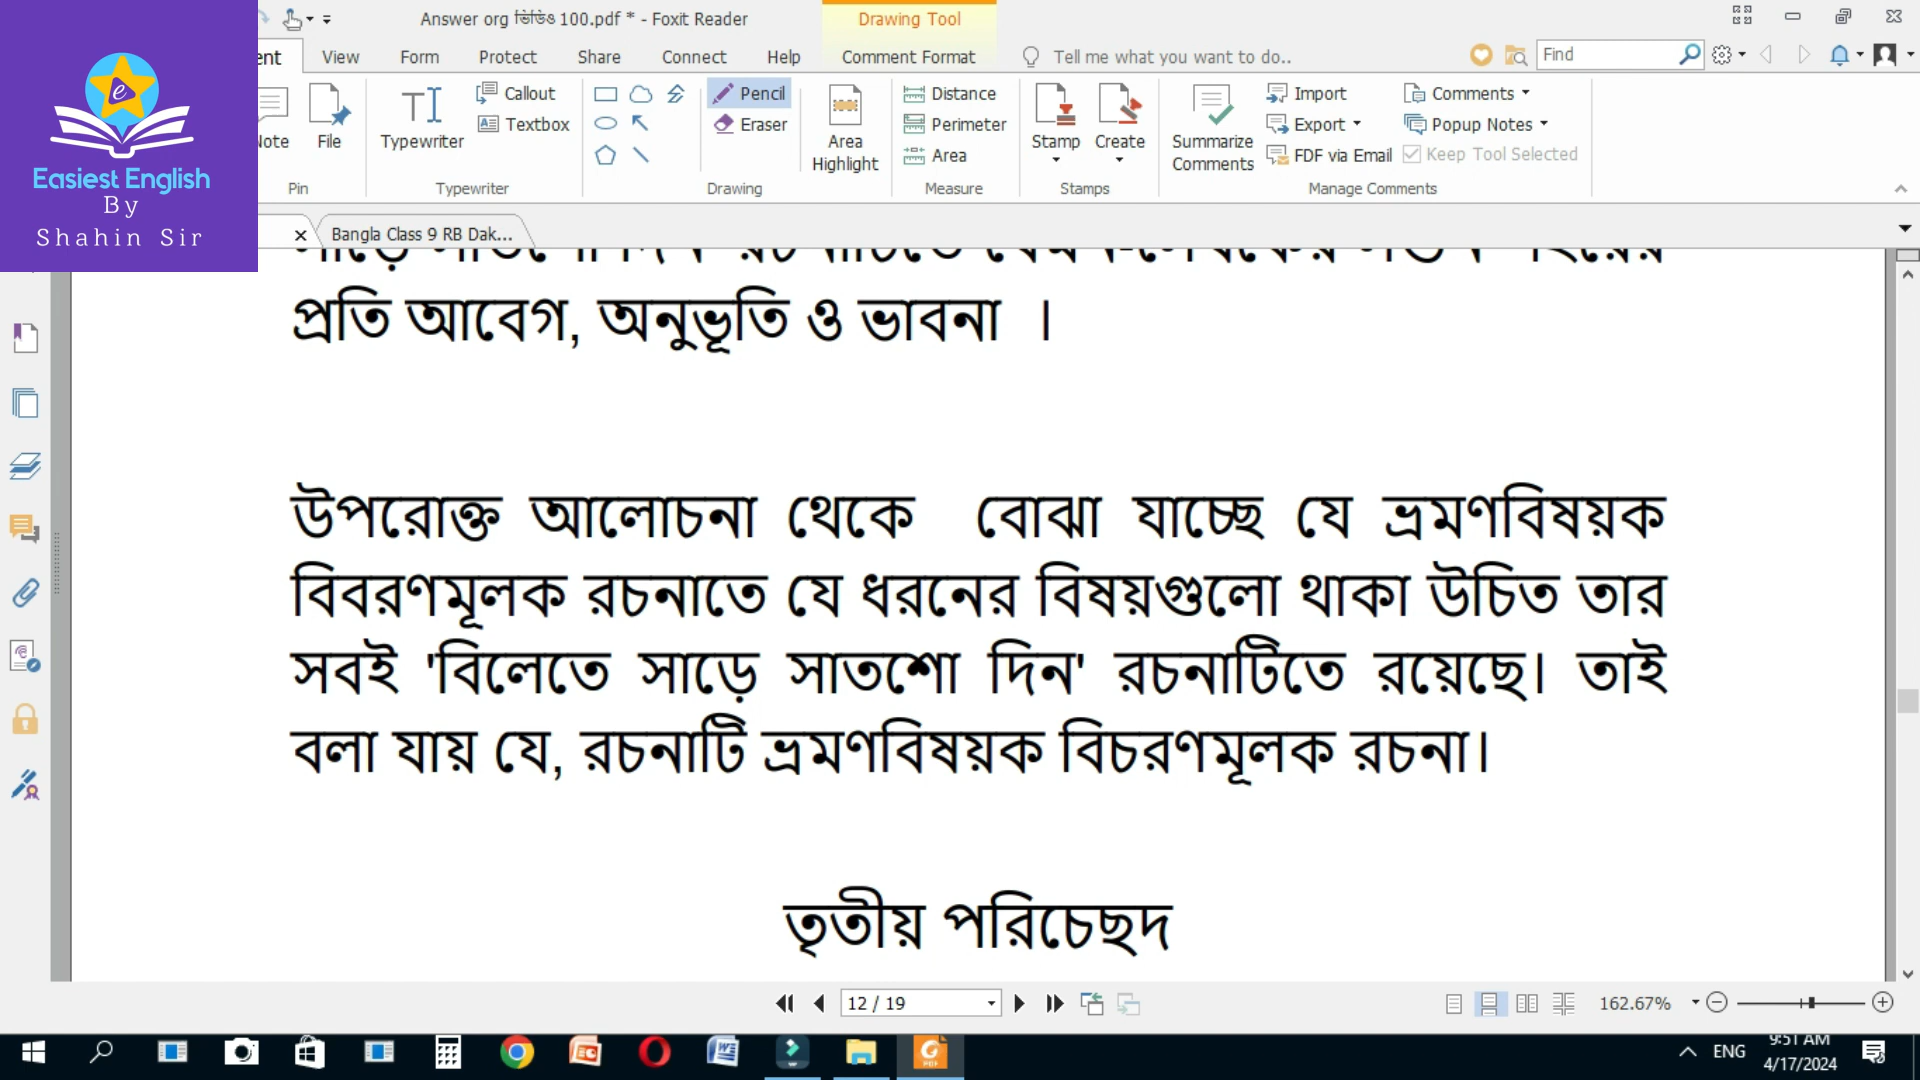 Answer org ভিডিও 100.pdf * - Foxit Reader
Drawing Tool
ent View Form Protect Share Connect Help Comment Format Tell me what you want to do.. Find
Note File Typewriter Callout Textbox Pencil Eraser Area Highlight Distance Perimeter Area Stamp Create Summarize Comments Import Export FDF via Email Comments Popup Notes Keep Tool Selected
Pin Typewriter Drawing Measure Stamps Manage Comments
Easiest English
By
Shahin Sir
Bangla Class 9 RB Dak...
প্রতি আবেগ, অনুভূতি ও ভাবনা ।
উপরোক্ত আলোচনা থেকে বোঝা যাচ্ছে যে ভ্রমণবিষয়ক
বিবরণমূলক রচনাতে যে ধরনের বিষয়গুলো থাকা উচিত তার
সবই 'বিলেতে সাড়ে সাতশো দিন' রচনাটিতে রয়েছে। তাই
বলা যায় যে, রচনাটি ভ্রমণবিষয়ক বিচরণমূলক রচনা।
তৃতীয় পরিচেছদ
12 / 19
162.67%
ENG
9:51 AM
4/17/2024